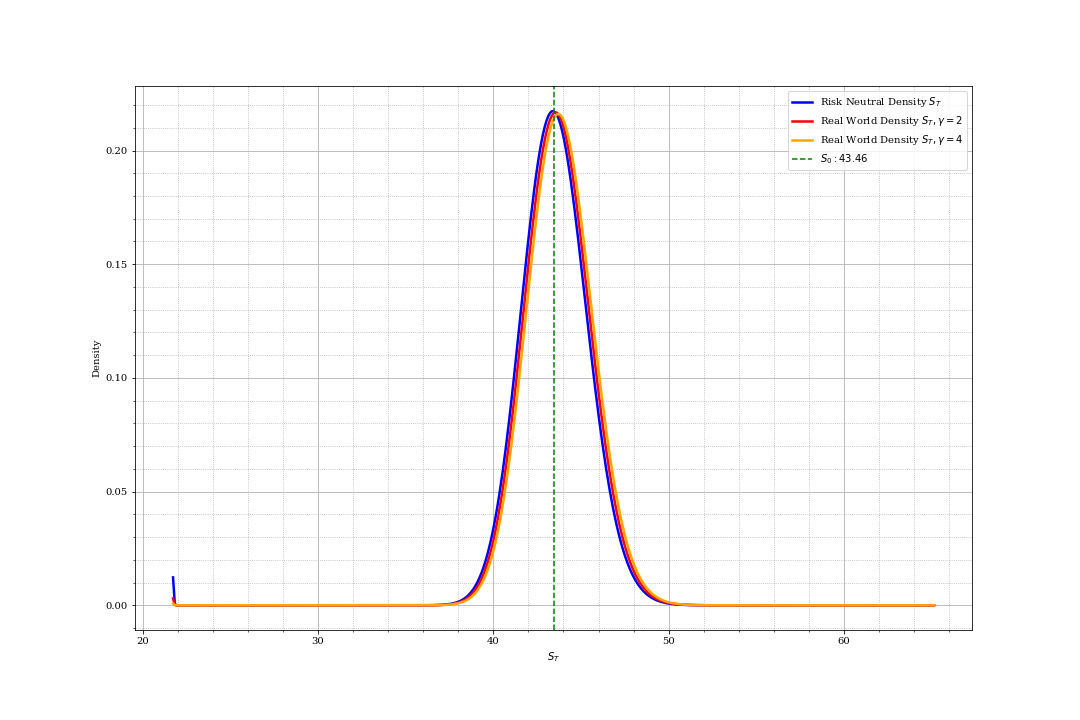 Risk Neutral Density S_T
Real World Density S_T, γ = 2
Real World Density S_T, γ = 4
S_0 : 43.46
0.20
0.15
0.10
0.05
0.00
Density
20 30 40 50 60
S_T